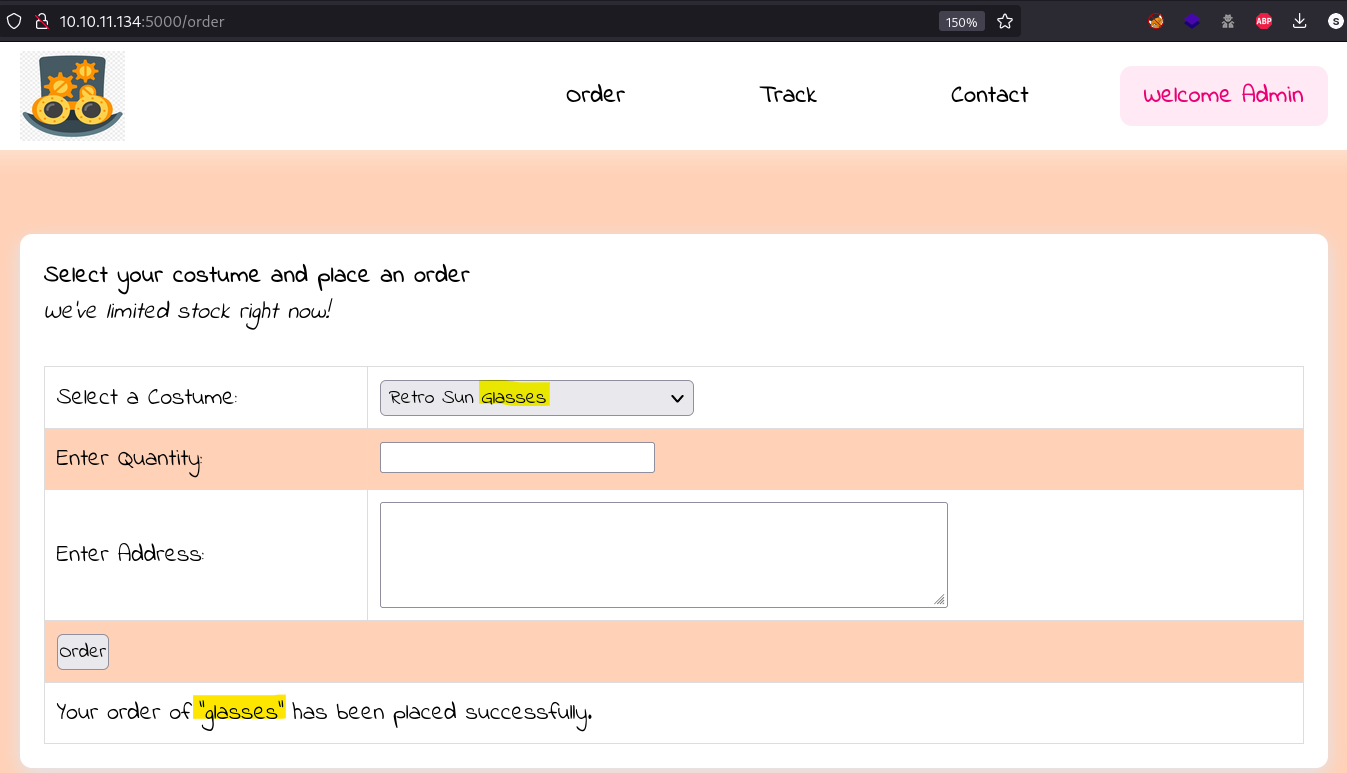 10.10.11.134:5000/order
150%
ABP
S
Order
Track
Contact
Welcome Admin
Select your costume and place an order
We've limited stock right now!
Select a Costume:
Retro Sun Glasses
Enter Quantity:
Enter Address:
Order
Your order of "glasses" has been placed successfully.